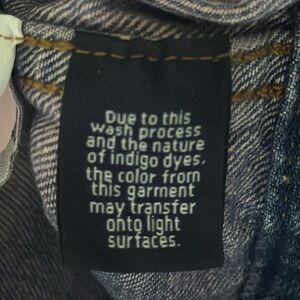 Due to this
wash process
and the nature
of indigo dyes,
the color from
this garment
may transfer
onto light
surfaces.